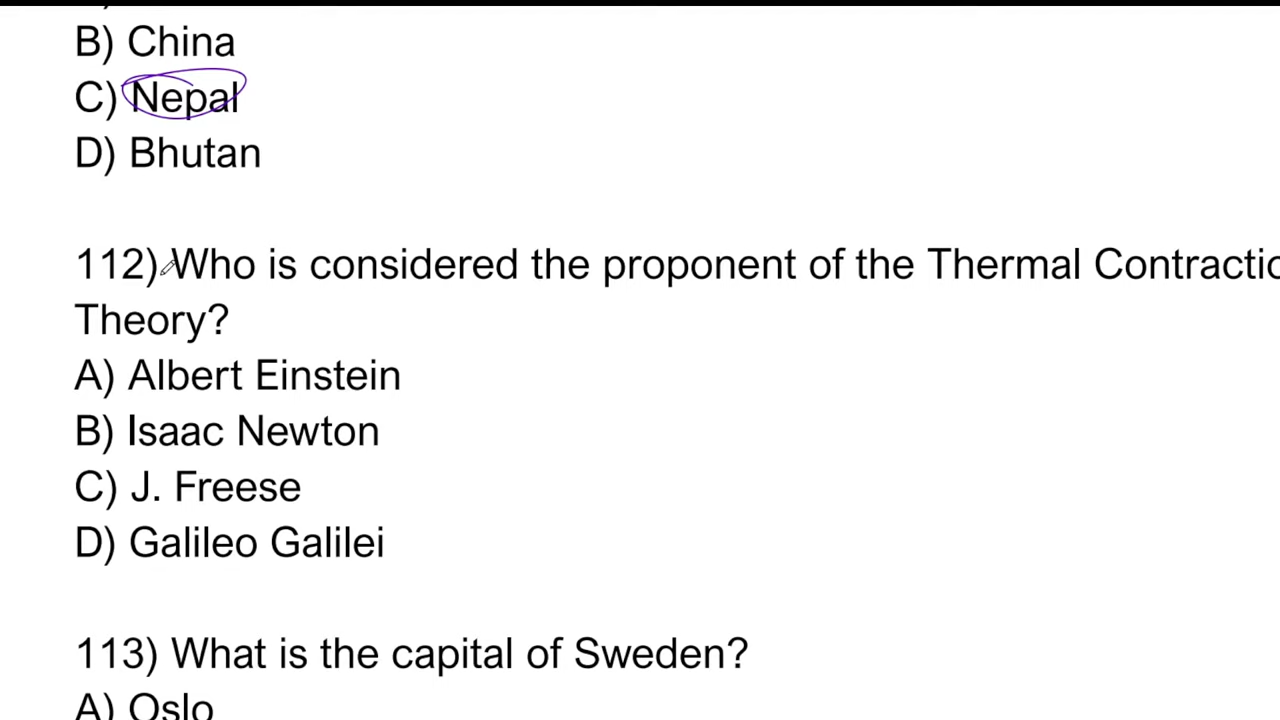 B) China
C) Nepal
D) Bhutan
112) Who is considered the proponent of the Thermal Contractio
Theory?
A) Albert Einstein
B) Isaac Newton
C) J. Freese
D) Galileo Galilei
113) What is the capital of Sweden?
A) Oslo